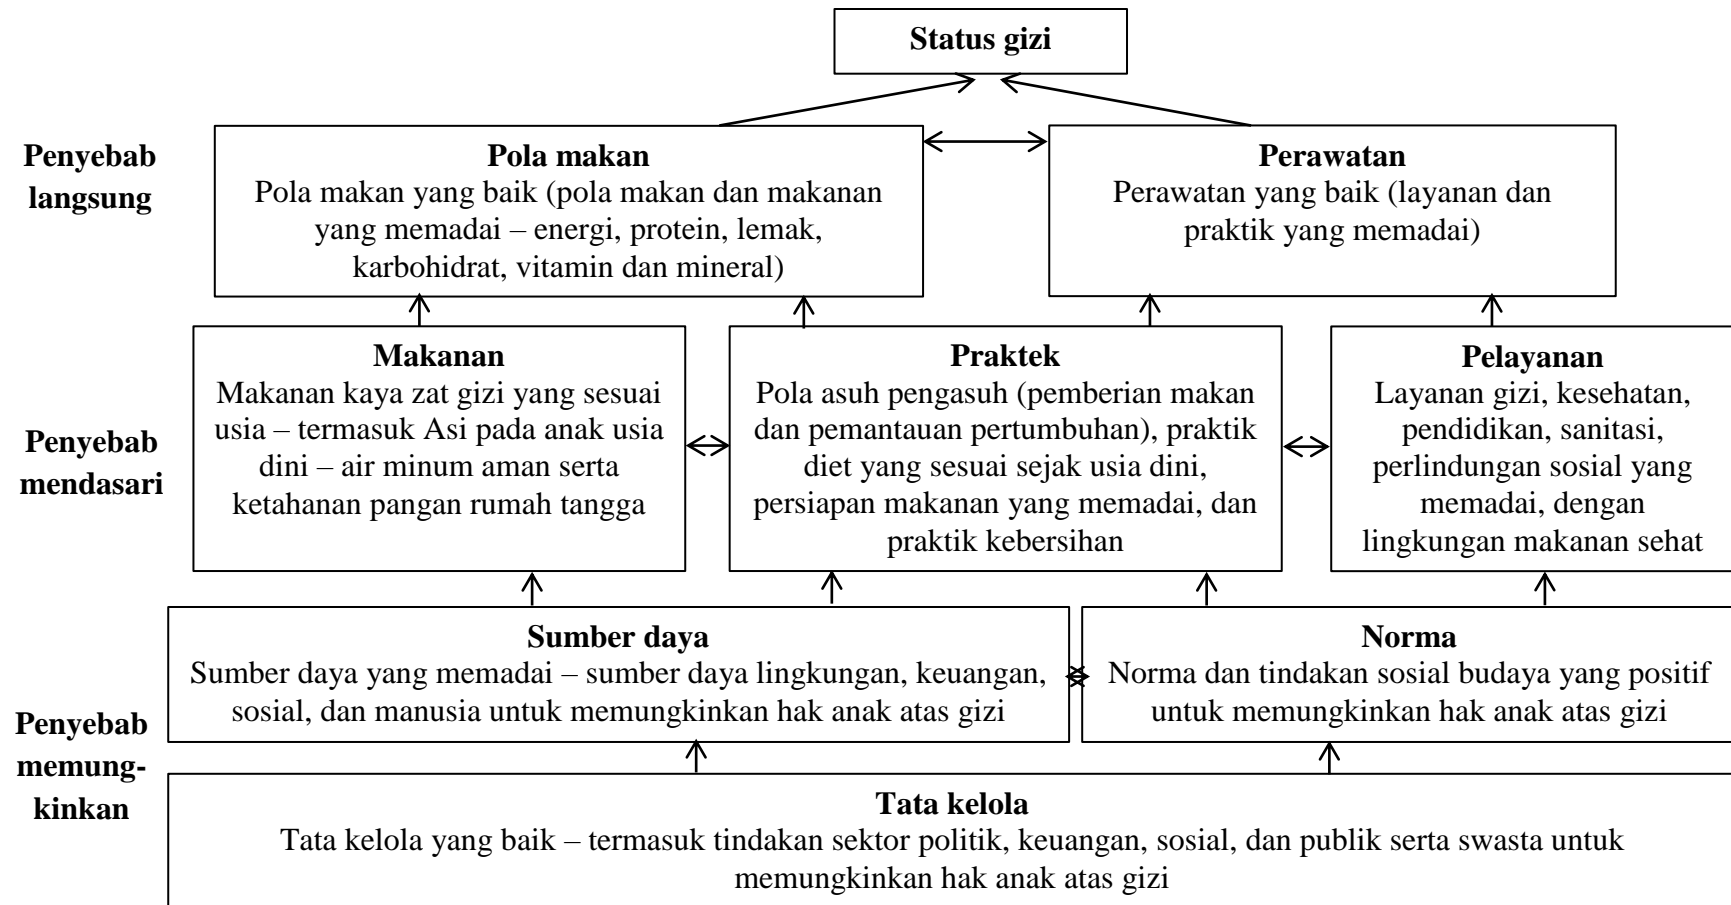 Status gizi
Penyebab
langsung
Pola makan
Pola makan yang baik (pola makan dan makanan
yang memadai – energi, protein, lemak,
karbohidrat, vitamin dan mineral)
Perawatan
Perawatan yang baik (layanan dan
praktik yang memadai)
Penyebab
mendasari
Makanan
Makanan kaya zat gizi yang sesuai
usia – termasuk Asi pada anak usia
dini – air minum aman serta
ketahanan pangan rumah tangga
Praktek
Pola asuh pengasuh (pemberian makan
dan pemantauan pertumbuhan), praktik
diet yang sesuai sejak usia dini,
persiapan makanan yang memadai, dan
praktik kebersihan
Pelayanan
Layanan gizi, kesehatan,
pendidikan, sanitasi,
perlindungan sosial yang
memadai, dengan
lingkungan makanan sehat
Penyebab
memung-
kinkan
Sumber daya
Sumber daya yang memadai – sumber daya lingkungan, keuangan,
sosial, dan manusia untuk memungkinkan hak anak atas gizi
Norma
Norma dan tindakan sosial budaya yang positif
untuk memungkinkan hak anak atas gizi
Tata kelola
Tata kelola yang baik – termasuk tindakan sektor politik, keuangan, sosial, dan publik serta swasta untuk
memungkinkan hak anak atas gizi